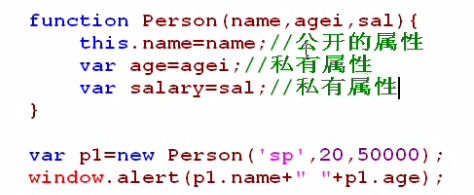 function Person(name,agei,sal){
this.name=name;//公开的属性
var age=agei;//私有属性
var salary=sal;//私有属性
}
var p1=new Person('sp',20,50000);
window.alert(p1.name+" "+p1.age);